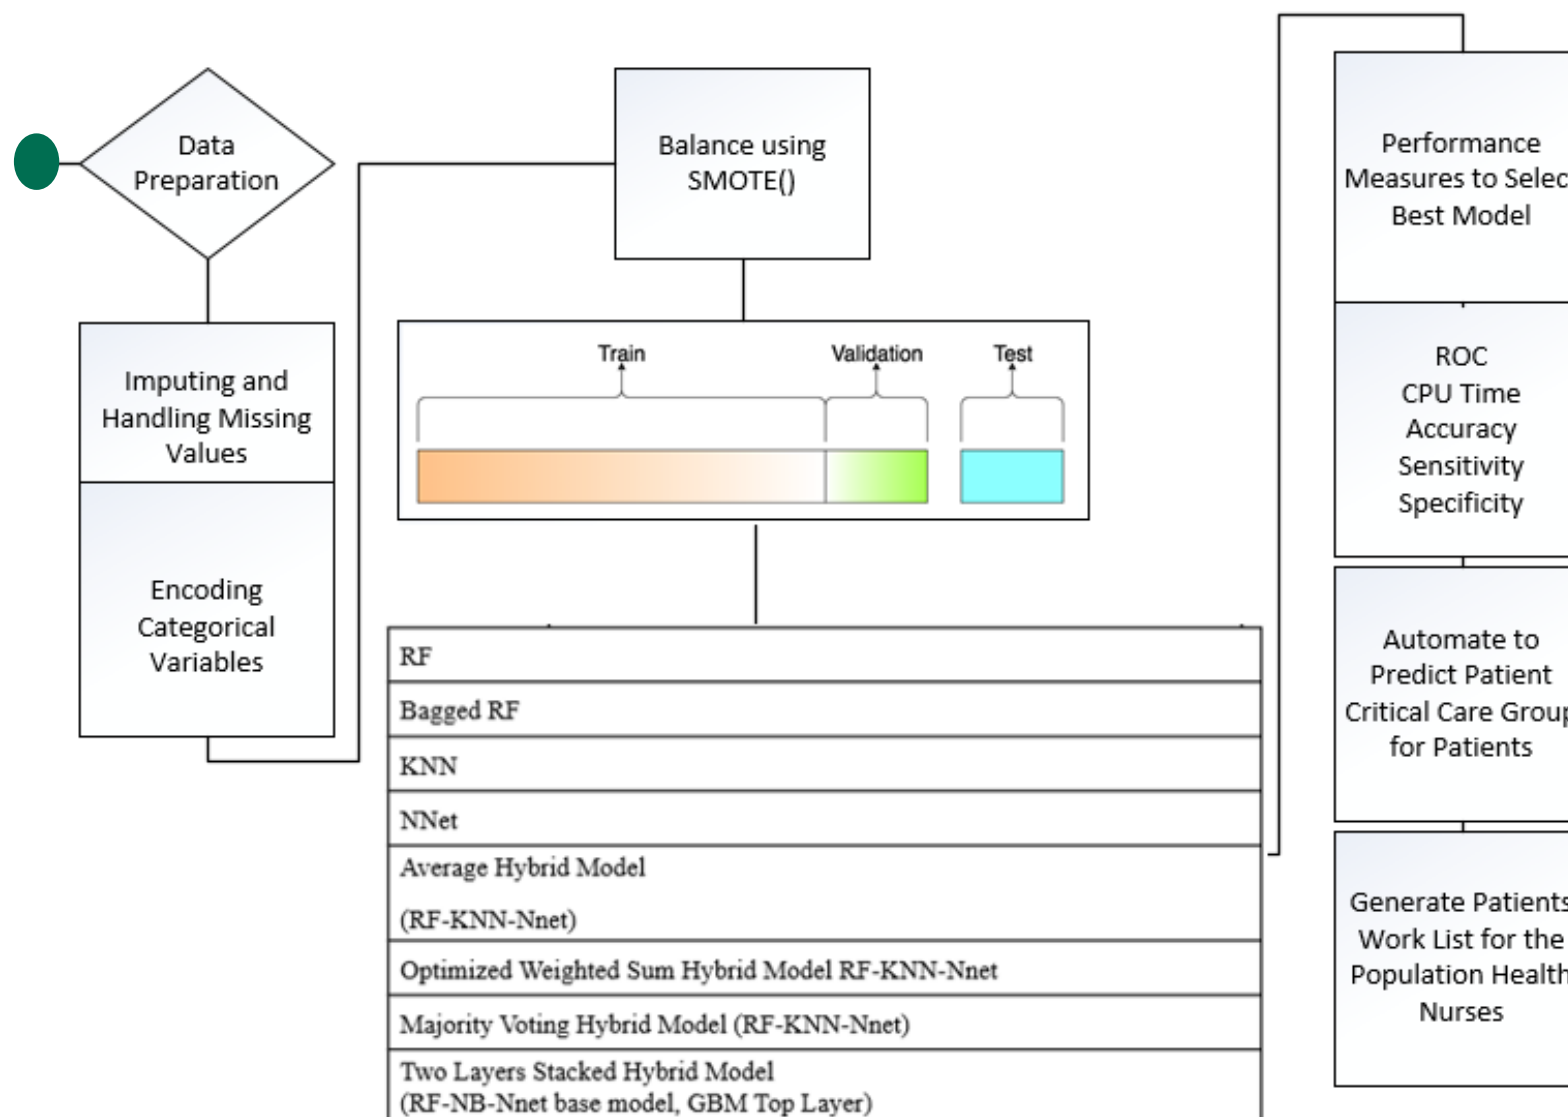 Data
Preparation
Imputing and
Handling Missing
Values
Encoding
Categorical
Variables
Balance using
SMOTE()
Train
Validation
Test
RF
Bagged RF
KNN
NNet
Average Hybrid Model
(RF-KNN-Nnet)
Optimized Weighted Sum Hybrid Model RF-KNN-Nnet
Majority Voting Hybrid Model (RF-KNN-Nnet)
Two Layers Stacked Hybrid Model
(RF-NB-Nnet base model, GBM Top Layer)
Performance
Measures to Selec
Best Model
ROC
CPU Time
Accuracy
Sensitivity
Specificity
Automate to
Predict Patient
Critical Care Group
for Patients
Generate Patients
Work List for the
Population Health
Nurses